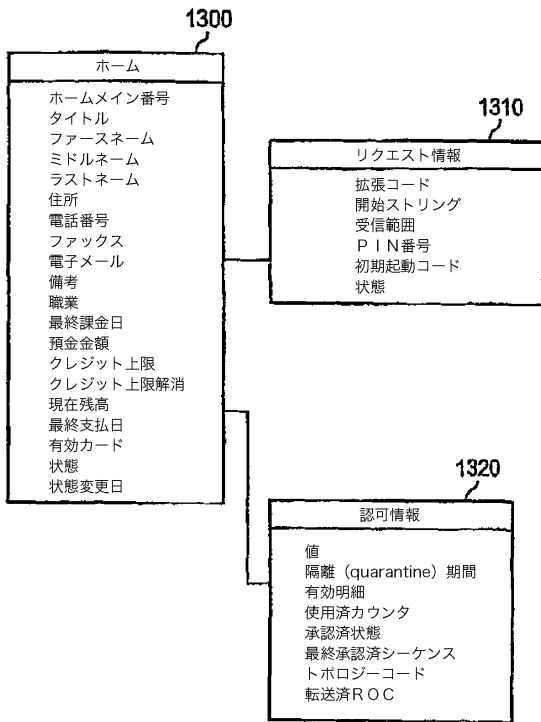 1300
ホーム
ホームメイン番号
タイトル
ファースネーム
ミドルネーム
ラストネーム
住所
電話番号
ファックス
電子メール
備考
職業
最終課金日
預金金額
クレジット上限
クレジット上限解消
現在残高
最終支払日
有効カード
状態
状態変更日
1310
リクエスト情報
拡張コード
開始ストリング
受信範囲
ＰＩＮ番号
初期起動コード
状態
1320
認可情報
値
隔離（quarantine）期間
有効明細
使用済カウンタ
承認済状態
最終承認済シーケンス
トポロジーコード
転送済ＲＯＣ